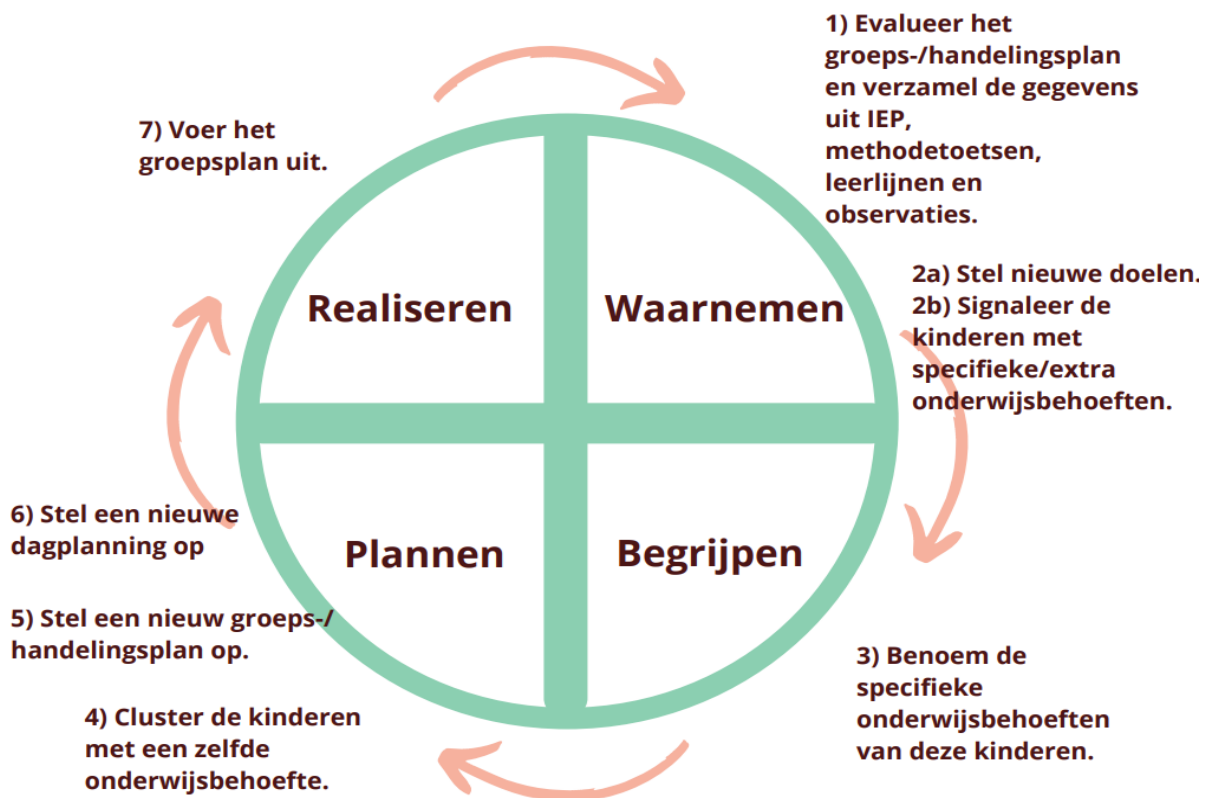 1) Evalueer het
groeps-/handelingsplan
en verzamel de gegevens
uit IEP,
methodetoetsen,
leerlijnen en
observaties.
2a) Stel nieuwe doelen.
2b) Signaleer de
kinderen met
specifieke/extra
onderwijsbehoeften.
3) Benoem de
specifieke
onderwijsbehoeften
van deze kinderen.
4) Cluster de kinderen
met een zelfde
onderwijsbehoefte.
5) Stel een nieuw groeps-/
handelingsplan op.
6) Stel een nieuwe
dagplanning op
7) Voer het
groepsplan uit.
Realiseren
Waarnemen
Plannen
Begrijpen